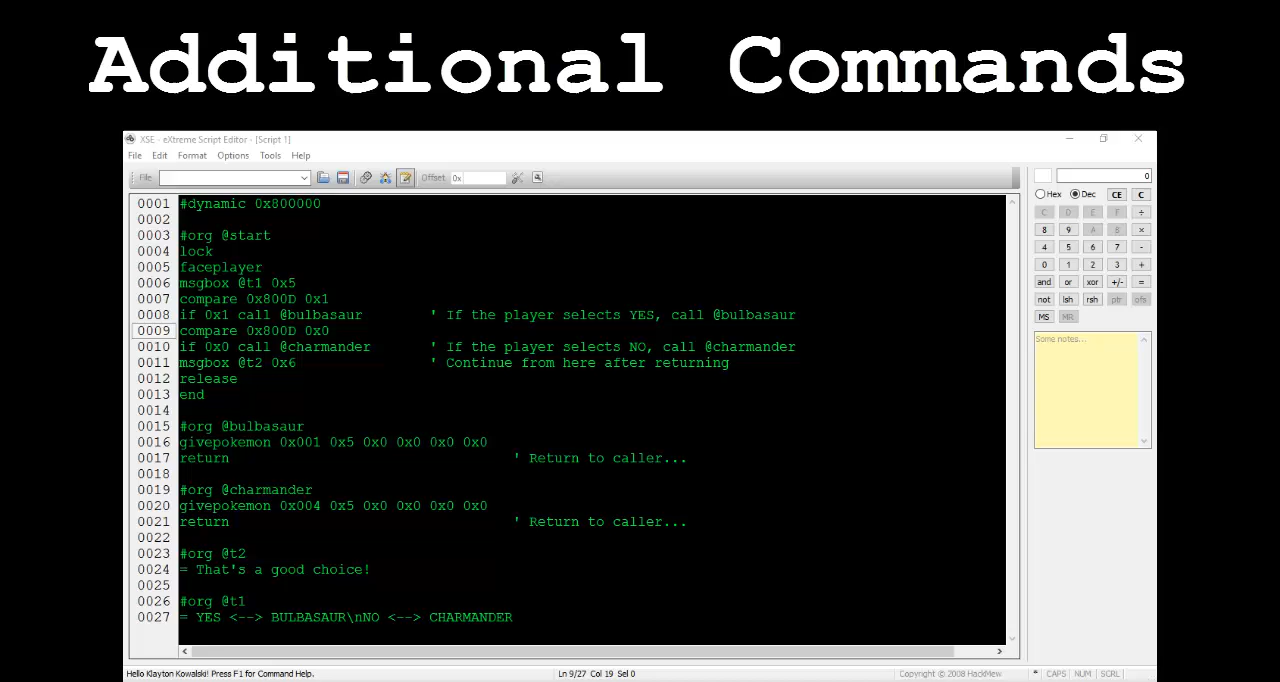 Additional Commands
XSE - eXtreme Script Editor - [Script 1]
File Edit Format Options Tools Help
File Offset 0x
0001 #dynamic 0x800000
0002
0003 #org @start
0004 lock
0005 faceplayer
0006 msgbox @t1 0x5
0007 compare 0x800D 0x1
0008 if 0x1 call @bulbasaur ' If the player selects YES, call @bulbasaur
0009 compare 0x800D 0x0
0010 if 0x0 call @charmander ' If the player selects NO, call @charmander
0011 msgbox @t2 0x6 ' Continue from here after returning
0012 release
0013 end
0014
0015 #org @bulbasaur
0016 givepokemon 0x001 0x5 0x0 0x0 0x0 0x0
0017 return ' Return to caller...
0018
0019 #org @charmander
0020 givepokemon 0x004 0x5 0x0 0x0 0x0 0x0
0021 return ' Return to caller...
0022
0023 #org @t2
0024 = That's a good choice!
0025
0026 #org @t1
0027 = YES <--> BULBASAUR\nNO <--> CHARMANDER
0
Hex Dec CE C
C D E F ÷
8 9 A B ×
4 5 6 7 -
0 1 2 3 +
and or xor +/- =
not lsh rsh ptr ofs
MS MR
Some notes...
Hello Klayton Kowalski! Press F1 for Command Help. Ln 9/27 Col 19 Sel 0 Copyright © 2008 HackMew * CAPS NUM SCRL